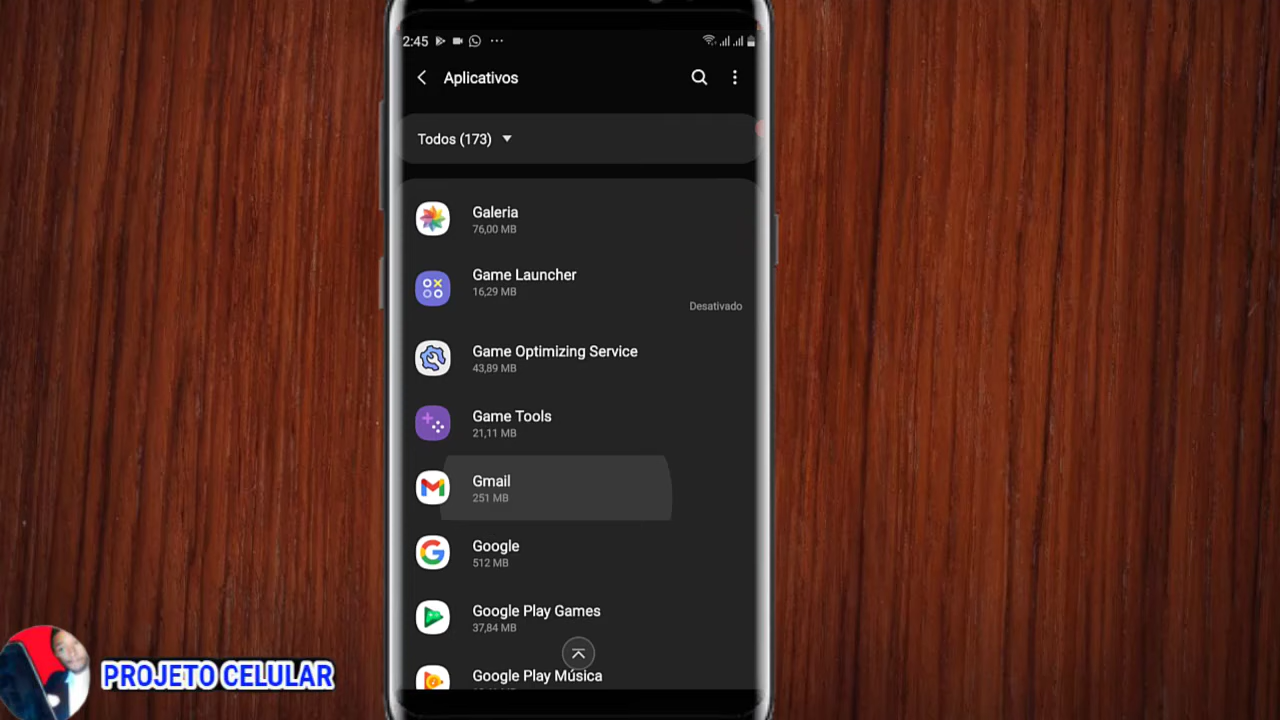 2:45
Aplicativos
Todos (173)
Galeria
76,00 MB
Game Launcher
16,29 MB
Desativado
Game Optimizing Service
43,89 MB
Game Tools
21,11 MB
Gmail
251 MB
Google
512 MB
Google Play Games
37,84 MB
Google Play Música
PROJETO CELULAR